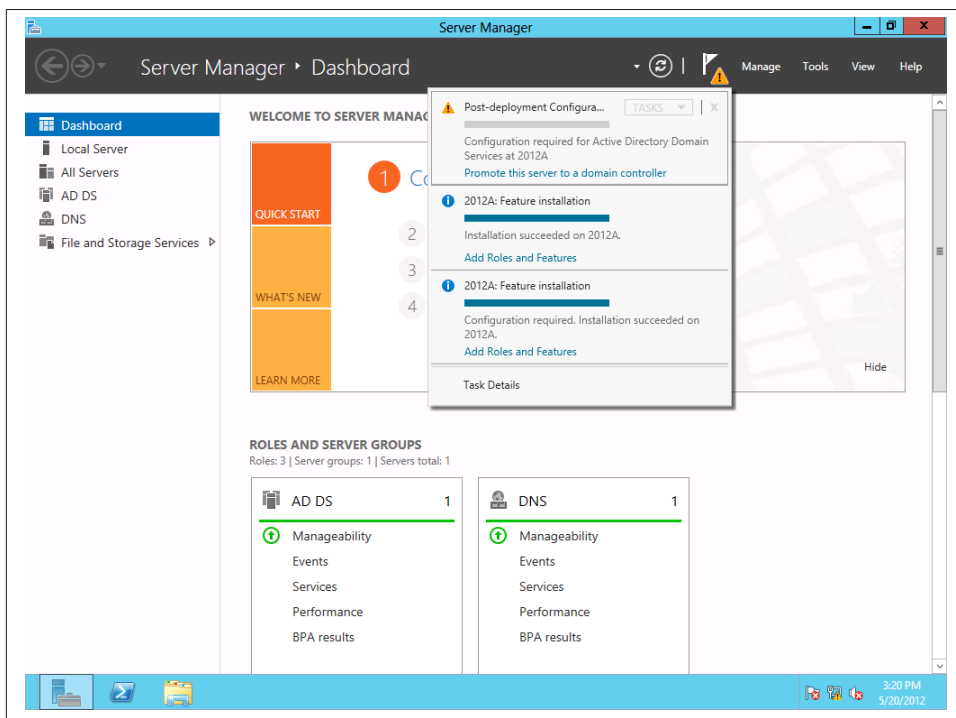 Server Manager
Server Manager ‣ Dashboard
Manage
Tools
View
Help
Dashboard
Local Server
All Servers
AD DS
DNS
File and Storage Services
WELCOME TO SERVER MANAG
QUICK START
WHAT'S NEW
LEARN MORE
1
2
3
4
Post-deployment Configura...
TASKS
X
Configuration required for Active Directory Domain
Services at 2012A
Promote this server to a domain controller
2012A: Feature installation
Installation succeeded on 2012A.
Add Roles and Features
2012A: Feature installation
Configuration required. Installation succeeded on
2012A.
Add Roles and Features
Task Details
Hide
ROLES AND SERVER GROUPS
Roles: 3 | Server groups: 1 | Servers total: 1
AD DS 1
Manageability
Events
Services
Performance
BPA results
DNS 1
Manageability
Events
Services
Performance
BPA results
3:20 PM
5/20/2012